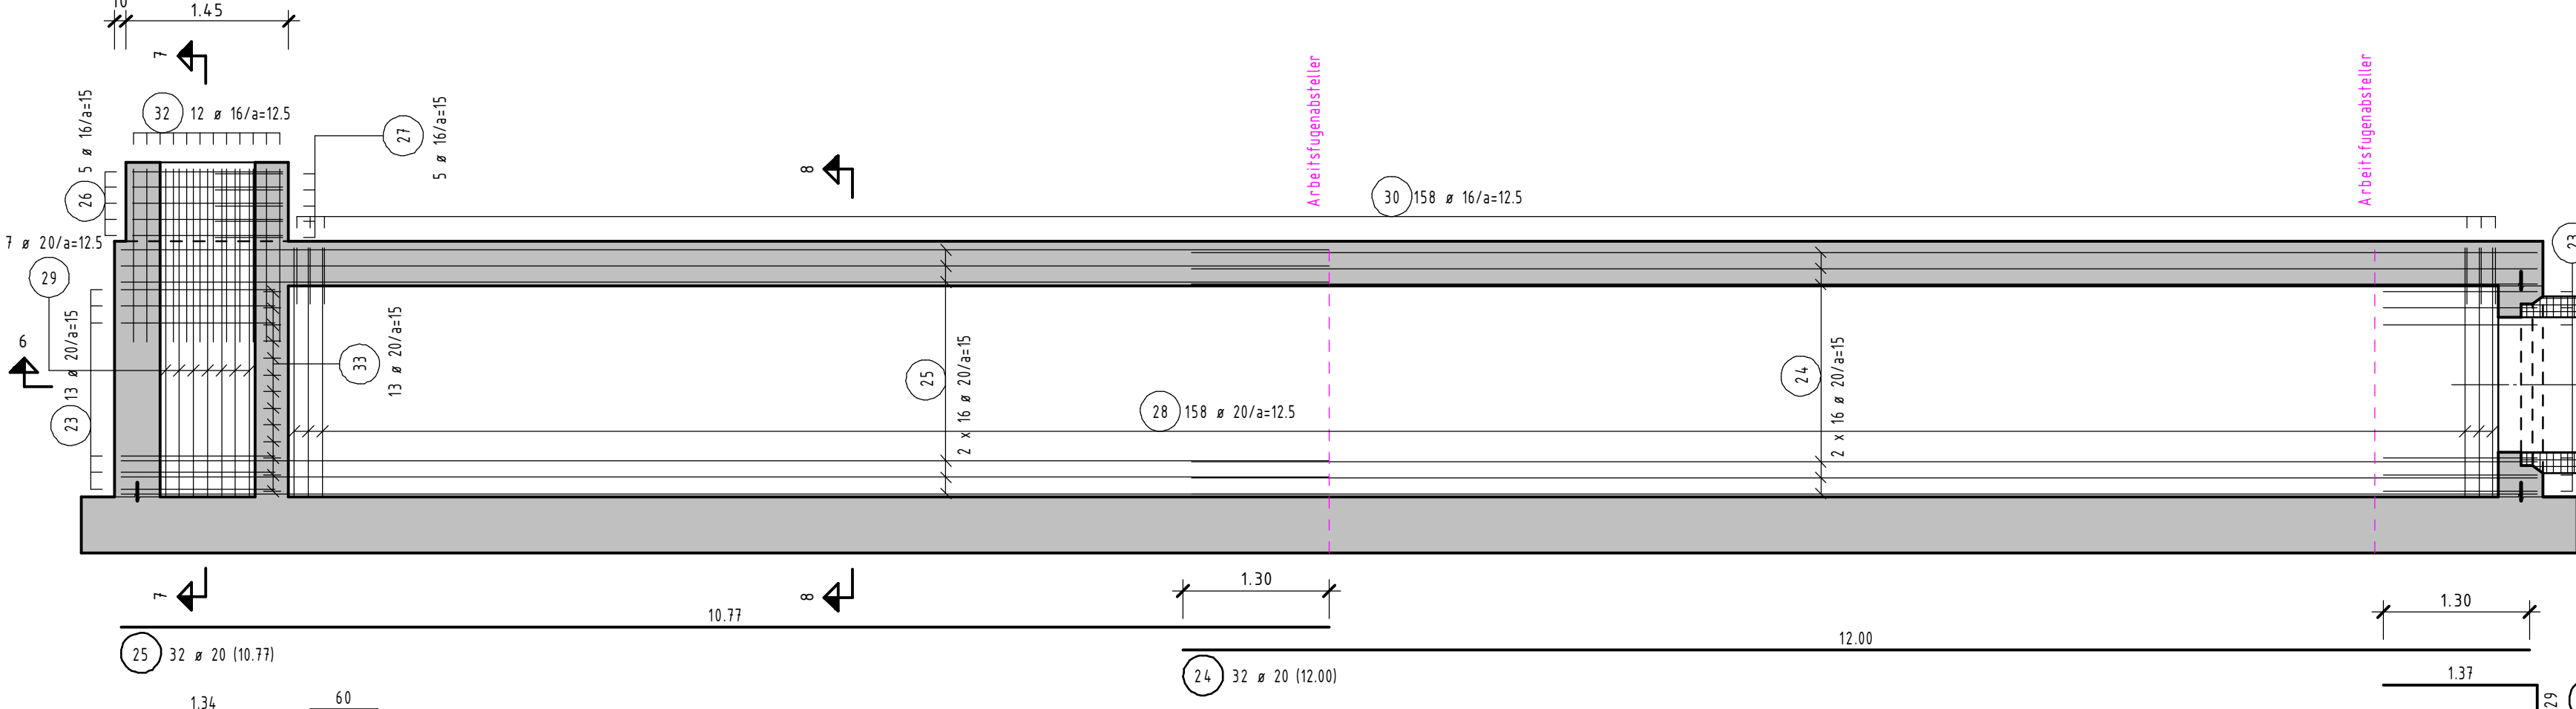 10
1.45
7
32 12 ø 16/a=12.5
26 5 ø 16/a=15
27 5 ø 16/a=15
8
Arbeitsfugenabsteller
Arbeitsfugenabsteller
30 158 ø 16/a=12.5
7 ø 20/a=12.5
29
6
23 13 ø 20/a=15
33 13 ø 20/a=15
25 2 x 16 ø 20/a=15
28 158 ø 20/a=12.5
24 2 x 16 ø 20/a=15
23
7
8
1.30
1.30
10.77
25 32 ø 20 (10.77)
12.00
24 32 ø 20 (12.00)
1.37
29
1.34
60